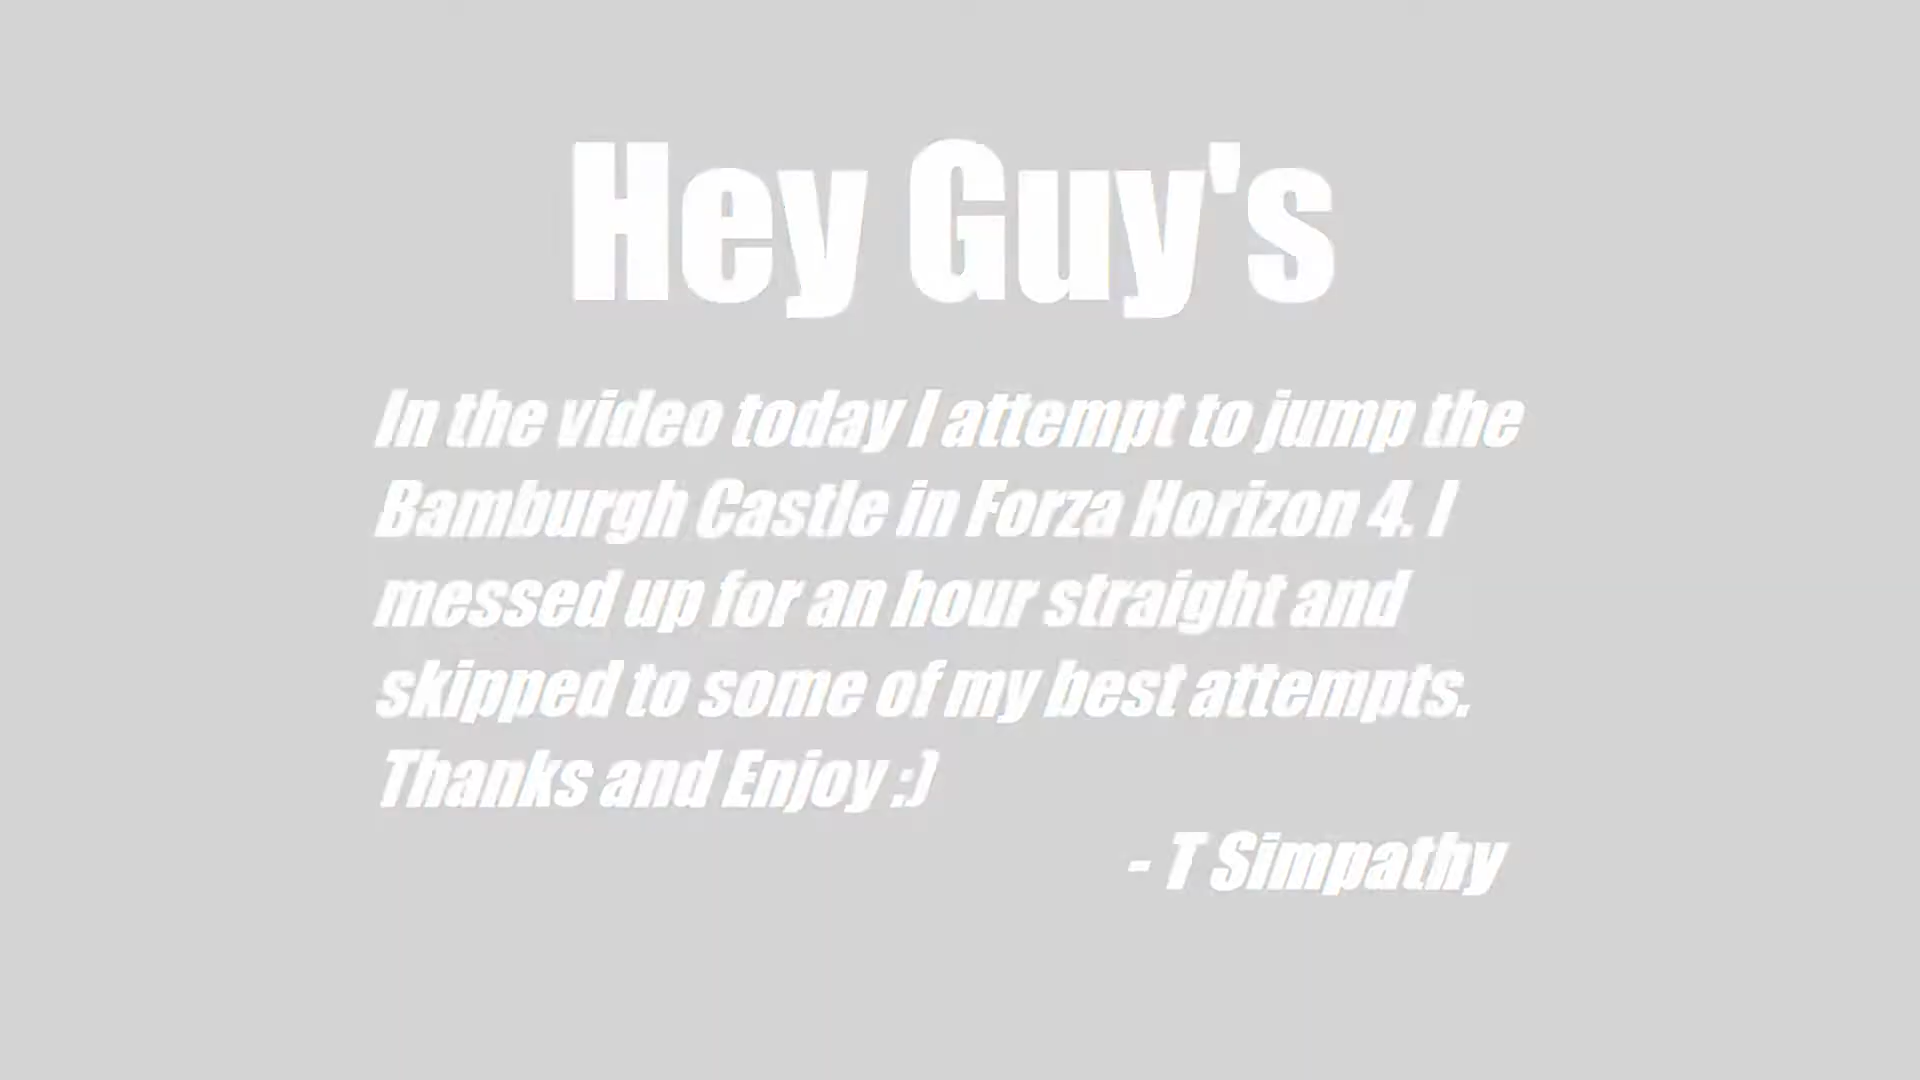 Hey Guy's
In the video today I attempt to jump the
Bamburgh Castle in Forza Horizon 4. I
messed up for an hour straight and
skipped to some of my best attempts.
Thanks and Enjoy :)
- T Simpathy